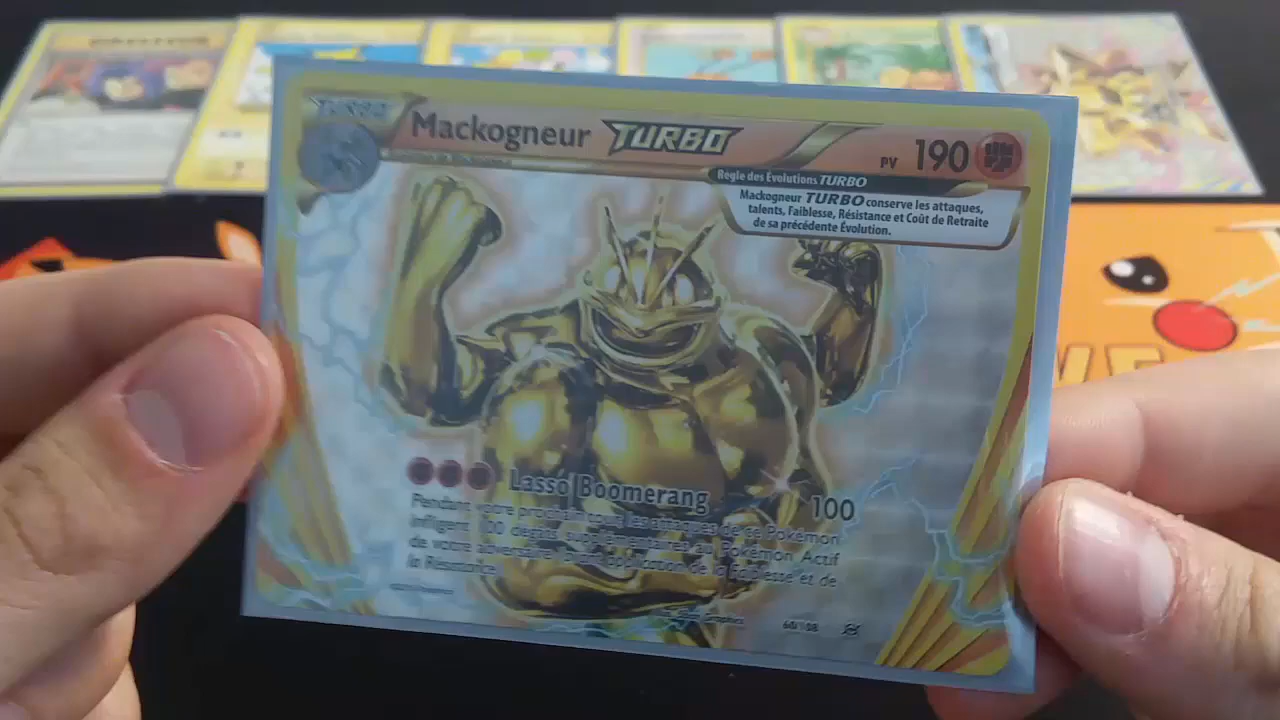 TURBO
Mackogneur TURBO
PV 190
Règle des Évolutions TURBO
Mackogneur TURBO conserve les attaques,
talents, Faiblesse, Résistance et Coût de Retraite
de sa précédente Évolution.
Lasso Boomerang 100
Pendant votre prochain tour, les attaques de ce Pokémon
infligent 100 dégâts supplémentaires au Pokémon Actif
de votre adversaire application de la Faiblesse et de
la Résistance
Graphics
60/108